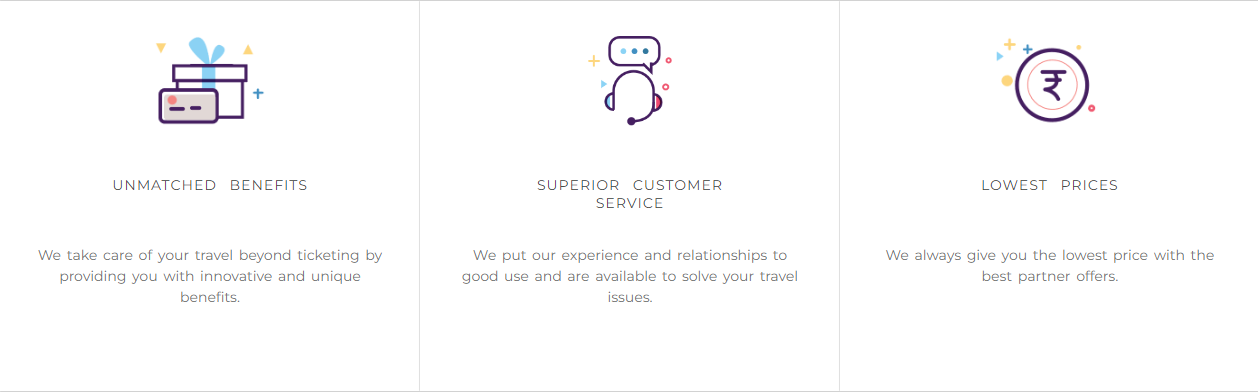 ₹
UNMATCHED BENEFITS
We take care of your travel beyond ticketing by
providing you with innovative and unique
benefits.
SUPERIOR CUSTOMER
SERVICE
We put our experience and relationships to
good use and are available to solve your travel
issues.
LOWEST PRICES
We always give you the lowest price with the
best partner offers.